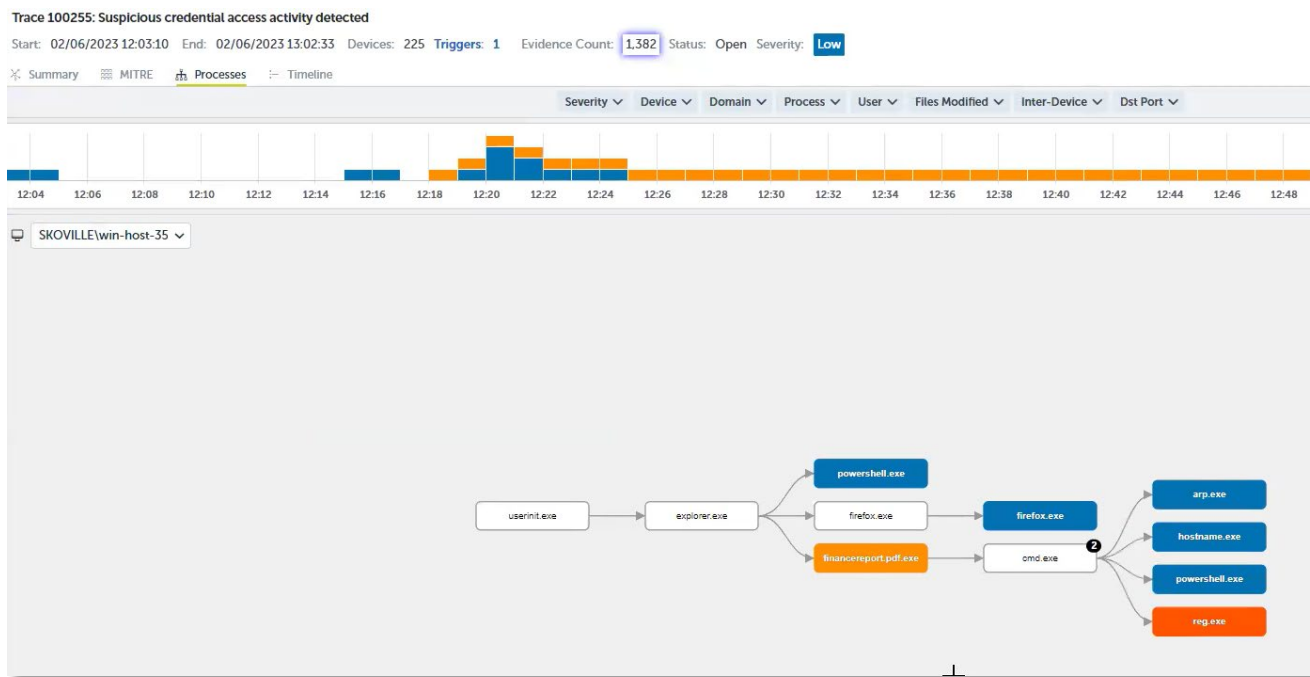 Trace 100255: Suspicious credential access activity detected
Start: 02/06/2023 12:03:10 End: 02/06/2023 13:02:33 Devices: 225 Triggers: 1 Evidence Count: 1,382 Status: Open Severity: Low
Summary MITRE Processes Timeline
Severity Device Domain Process User Files Modified Inter-Device Dst Port
12:04 12:06 12:08 12:10 12:12 12:14 12:16 12:18 12:20 12:22 12:24 12:26 12:28 12:30 12:32 12:34 12:36 12:38 12:40 12:42 12:44 12:46 12:48
SKOVILLE\win-host-35
powershell.exe
arp.exe
userinit.exe explorer.exe firefox.exe firefox.exe
hostname.exe
2
financereport.pdf.exe cmd.exe
powershell.exe
reg.exe